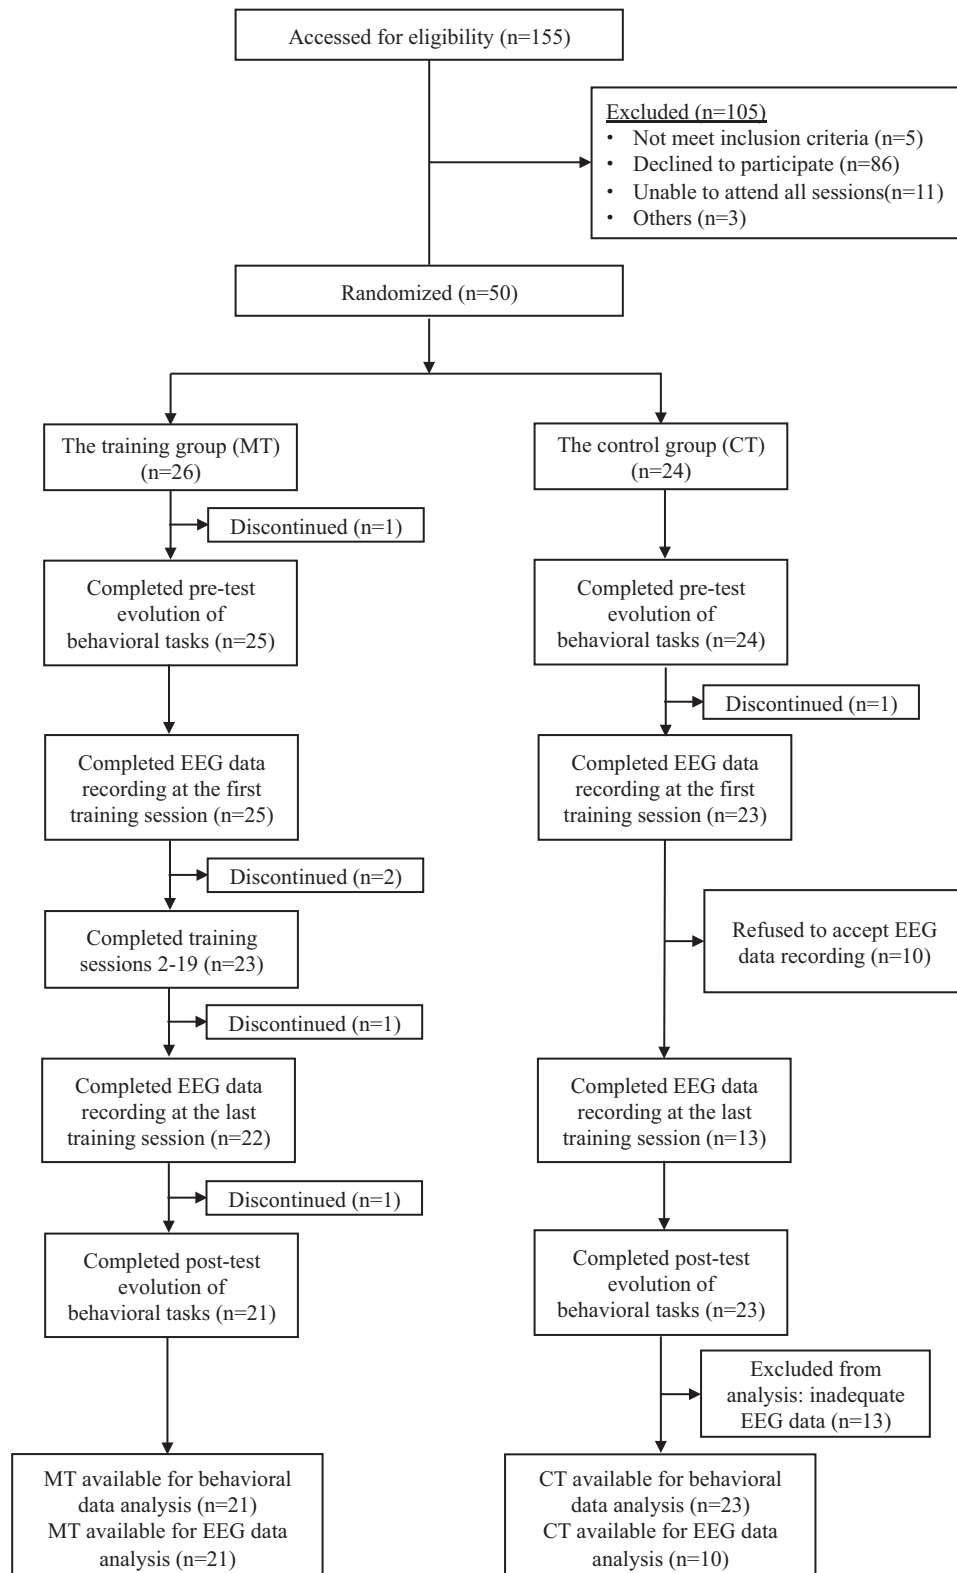 Accessed for eligibility (n=155)
Excluded (n=105)
• Not meet inclusion criteria (n=5)
• Declined to participate (n=86)
• Unable to attend all sessions(n=11)
• Others (n=3)
Randomized (n=50)
The training group (MT)
(n=26)
The control group (CT)
(n=24)
Discontinued (n=1)
Completed pre-test
evolution of
behavioral tasks (n=25)
Completed pre-test
evolution of
behavioral tasks (n=24)
Discontinued (n=1)
Completed EEG data
recording at the first
training session (n=25)
Completed EEG data
recording at the first
training session (n=23)
Discontinued (n=2)
Completed training
sessions 2-19 (n=23)
Refused to accept EEG
data recording (n=10)
Discontinued (n=1)
Completed EEG data
recording at the last
training session (n=22)
Completed EEG data
recording at the last
training session (n=13)
Discontinued (n=1)
Completed post-test
evolution of
behavioral tasks (n=21)
Completed post-test
evolution of
behavioral tasks (n=23)
Excluded from
analysis: inadequate
EEG data (n=13)
MT available for behavioral
data analysis (n=21)
MT available for EEG data
analysis (n=21)
CT available for behavioral
data analysis (n=23)
CT available for EEG data
analysis (n=10)